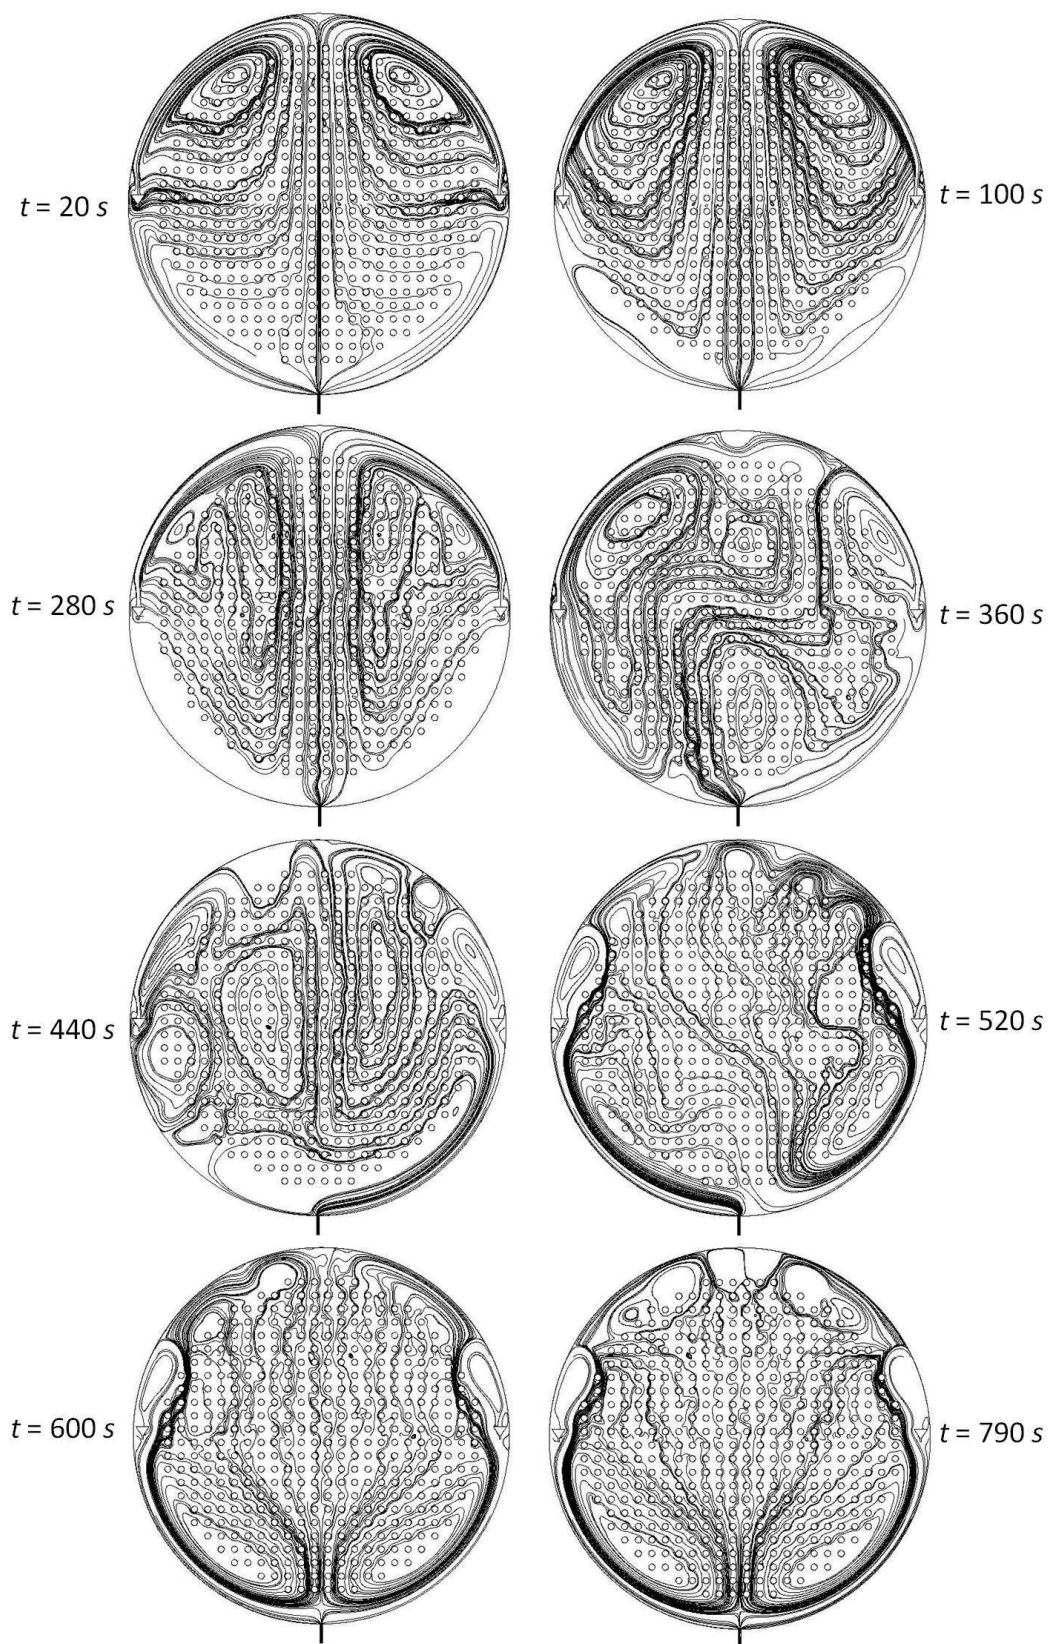 t = 20 s
t = 100 s
t = 280 s
t = 360 s
t = 440 s
t = 520 s
t = 600 s
t = 790 s